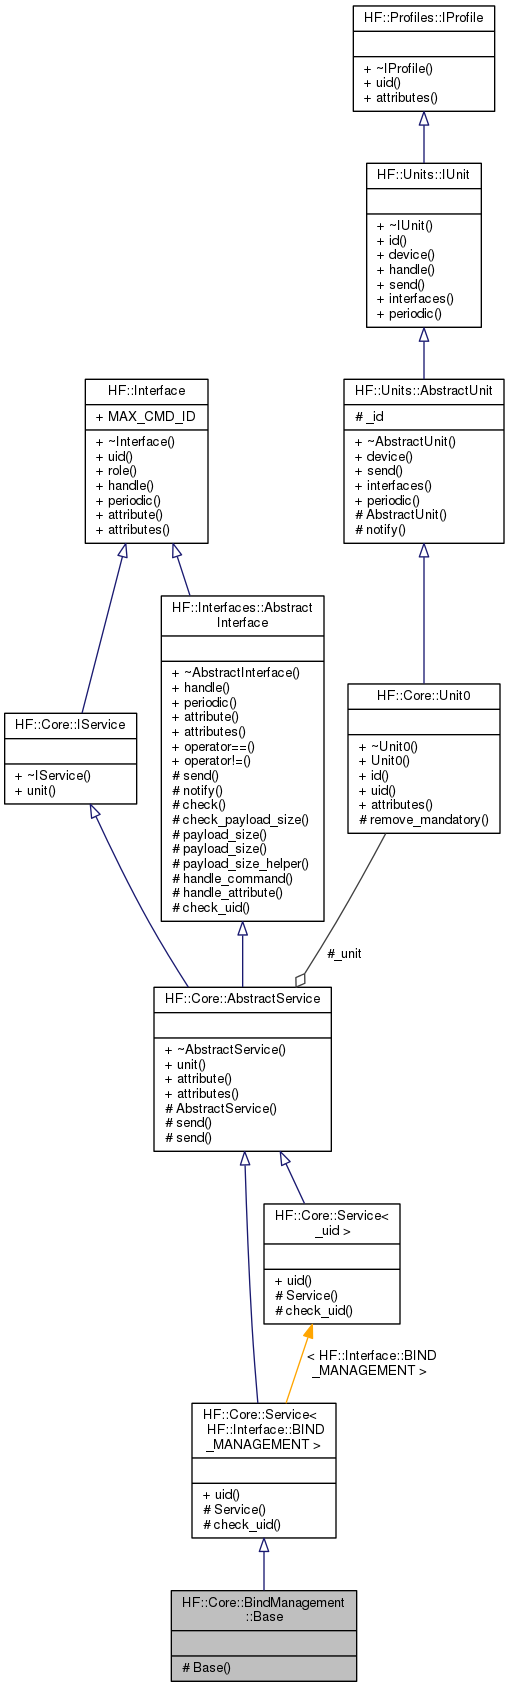 HF::Profiles::IProfile
+ ~IProfile()
+ uid()
+ attributes()
HF::Units::IUnit
+ ~IUnit()
+ id()
+ device()
+ handle()
+ send()
+ interfaces()
+ periodic()
HF::Interface
+ MAX_CMD_ID
+ ~Interface()
+ uid()
+ role()
+ handle()
+ periodic()
+ attribute()
+ attributes()
HF::Units::AbstractUnit
# _id
+ ~AbstractUnit()
+ device()
+ send()
+ interfaces()
+ periodic()
# AbstractUnit()
# notify()
HF::Interfaces::Abstract
Interface
+ ~AbstractInterface()
+ handle()
+ periodic()
+ attribute()
+ attributes()
+ operator==()
+ operator!=()
# send()
# notify()
# check()
# check_payload_size()
# payload_size()
# payload_size()
# payload_size_helper()
# handle_command()
# handle_attribute()
# check_uid()
HF::Core::IService
+ ~IService()
+ unit()
HF::Core::Unit0
+ ~Unit0()
+ Unit0()
+ id()
+ uid()
+ attributes()
# remove_mandatory()
#_unit
HF::Core::AbstractService
+ ~AbstractService()
+ unit()
+ attribute()
+ attributes()
# AbstractService()
# send()
# send()
HF::Core::Service<
_uid >
+ uid()
# Service()
# check_uid()
< HF::Interface::BIND
_MANAGEMENT >
HF::Core::Service<
HF::Interface::BIND
_MANAGEMENT >
+ uid()
# Service()
# check_uid()
HF::Core::BindManagement
::Base
# Base()